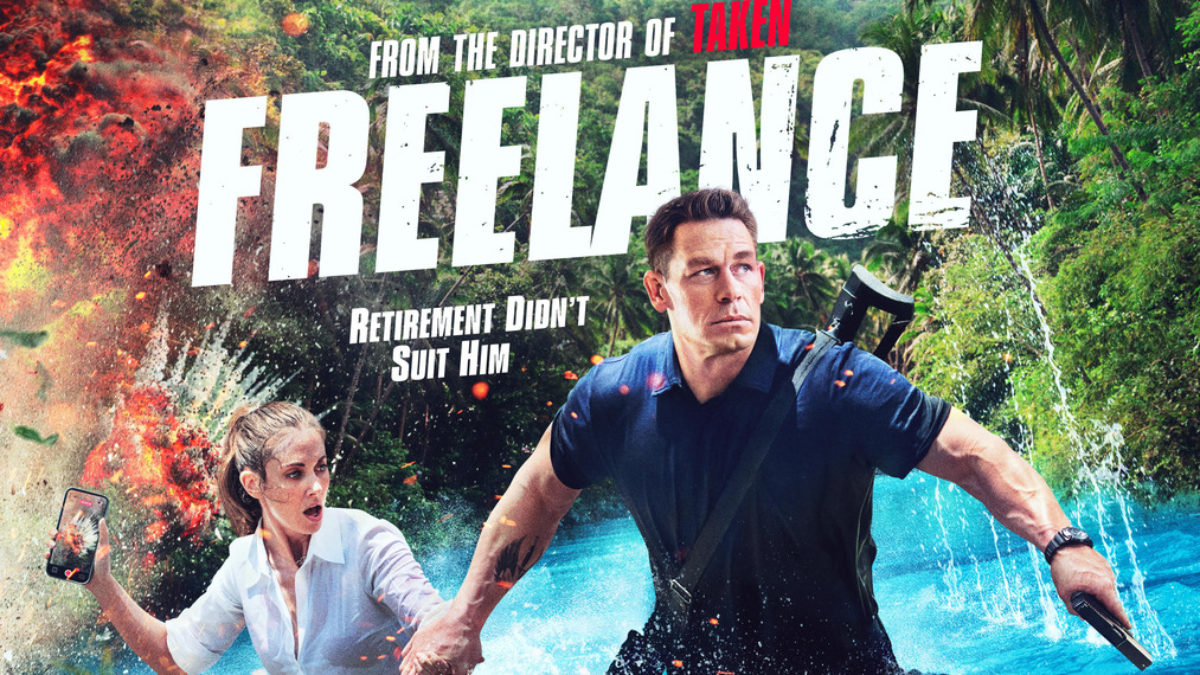 FROM THE DIRECTOR OF TAKEN
FREELANCE
RETIREMENT DIDN'T
SUIT HIM